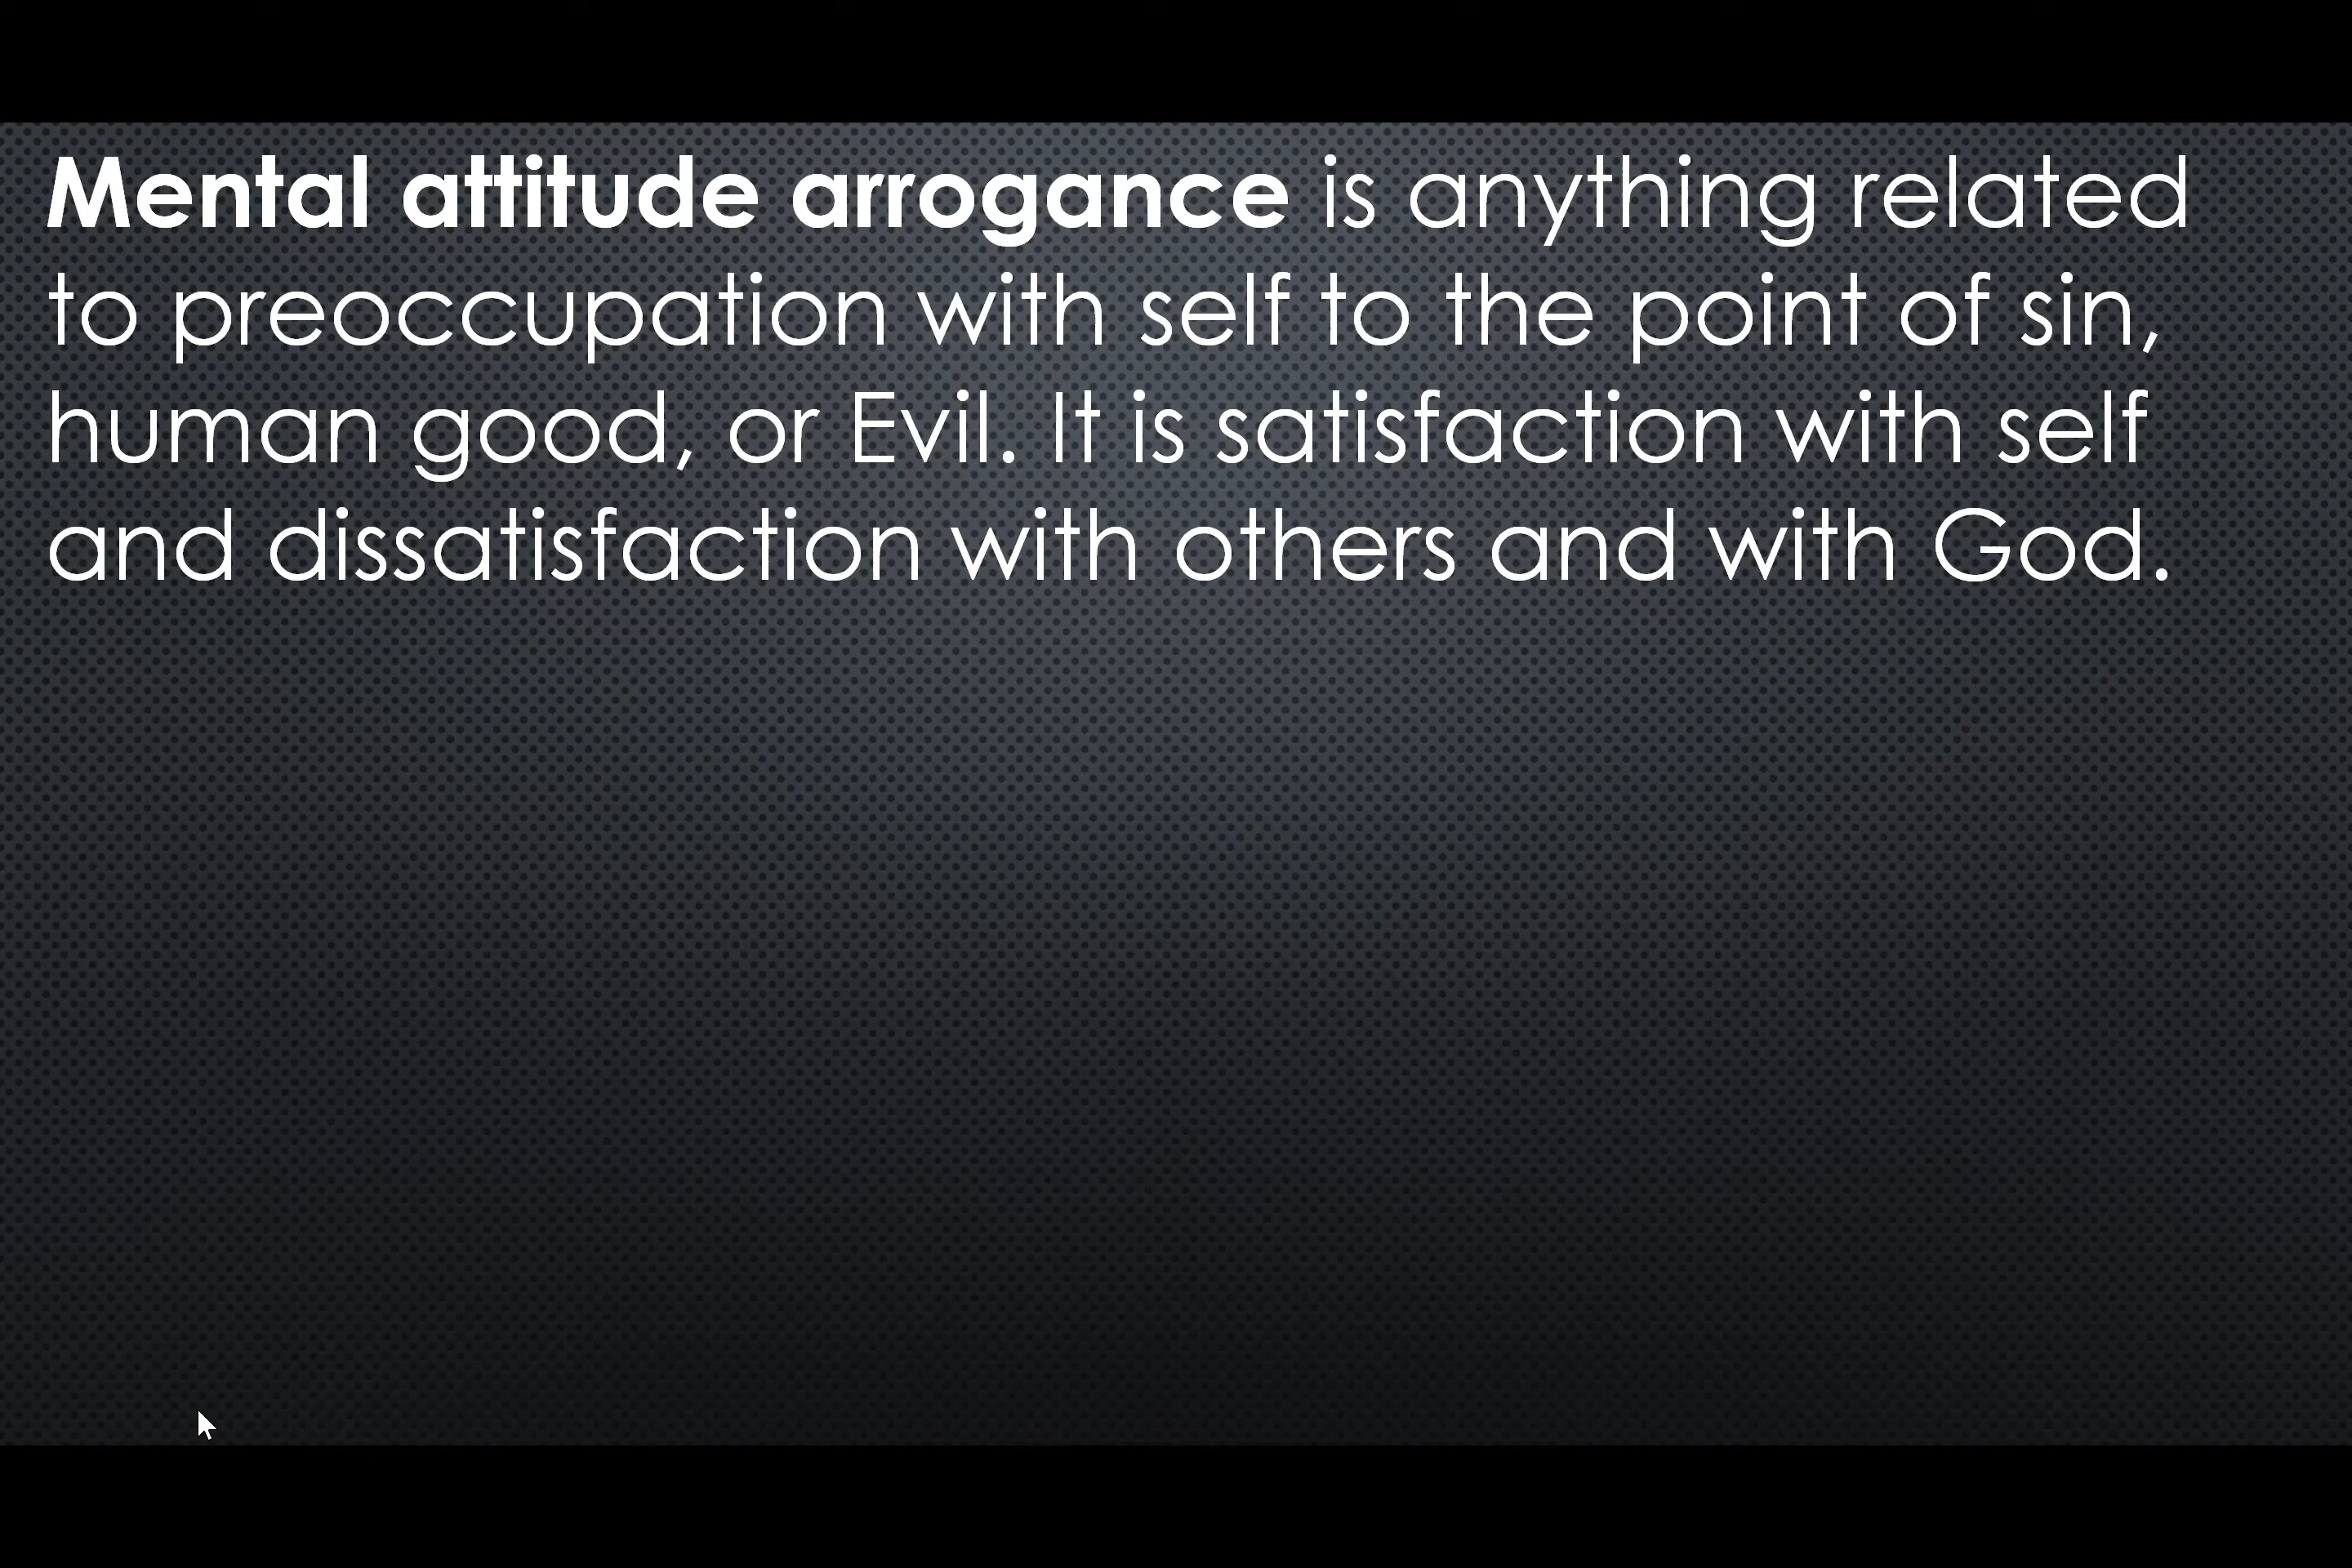 Mental attitude arrogance is anything related
to preoccupation with self to the point of sin,
human good, or Evil. It is satisfaction with self
and dissatisfaction with others and with God.